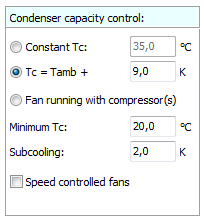 Condenser capacity control:
Constant Tc: 35,0 ºC
Tc = Tamb + 9,0 K
Fan running with compressor(s)
Minimum Tc: 20,0 ºC
Subcooling: 2,0 K
Speed controlled fans